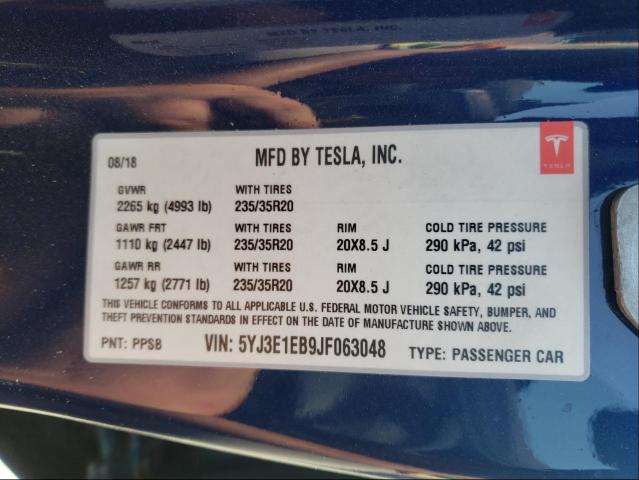 MFD BY TESLA, INC.
08/18
MFD BY TESLA, INC.
TESLA
GVWR WITH TIRES
2265 kg (4993 lb) 235/35R20
GAWR FRT WITH TIRES RIM COLD TIRE PRESSURE
1110 kg (2447 lb) 235/35R20 20X8.5 J 290 kPa, 42 psi
GAWR RR WITH TIRES RIM COLD TIRE PRESSURE
1257 kg (2771 lb) 235/35R20 20X8.5 J 290 kPa, 42 psi
THIS VEHICLE CONFORMS TO ALL APPLICABLE U.S. FEDERAL MOTOR VEHICLE SAFETY, BUMPER, AND
THEFT PREVENTION STANDARDS IN EFFECT ON THE DATE OF MANUFACTURE SHOWN ABOVE.
PNT: PPSB VIN: 5YJ3E1EB9JF063048 TYPE: PASSENGER CAR